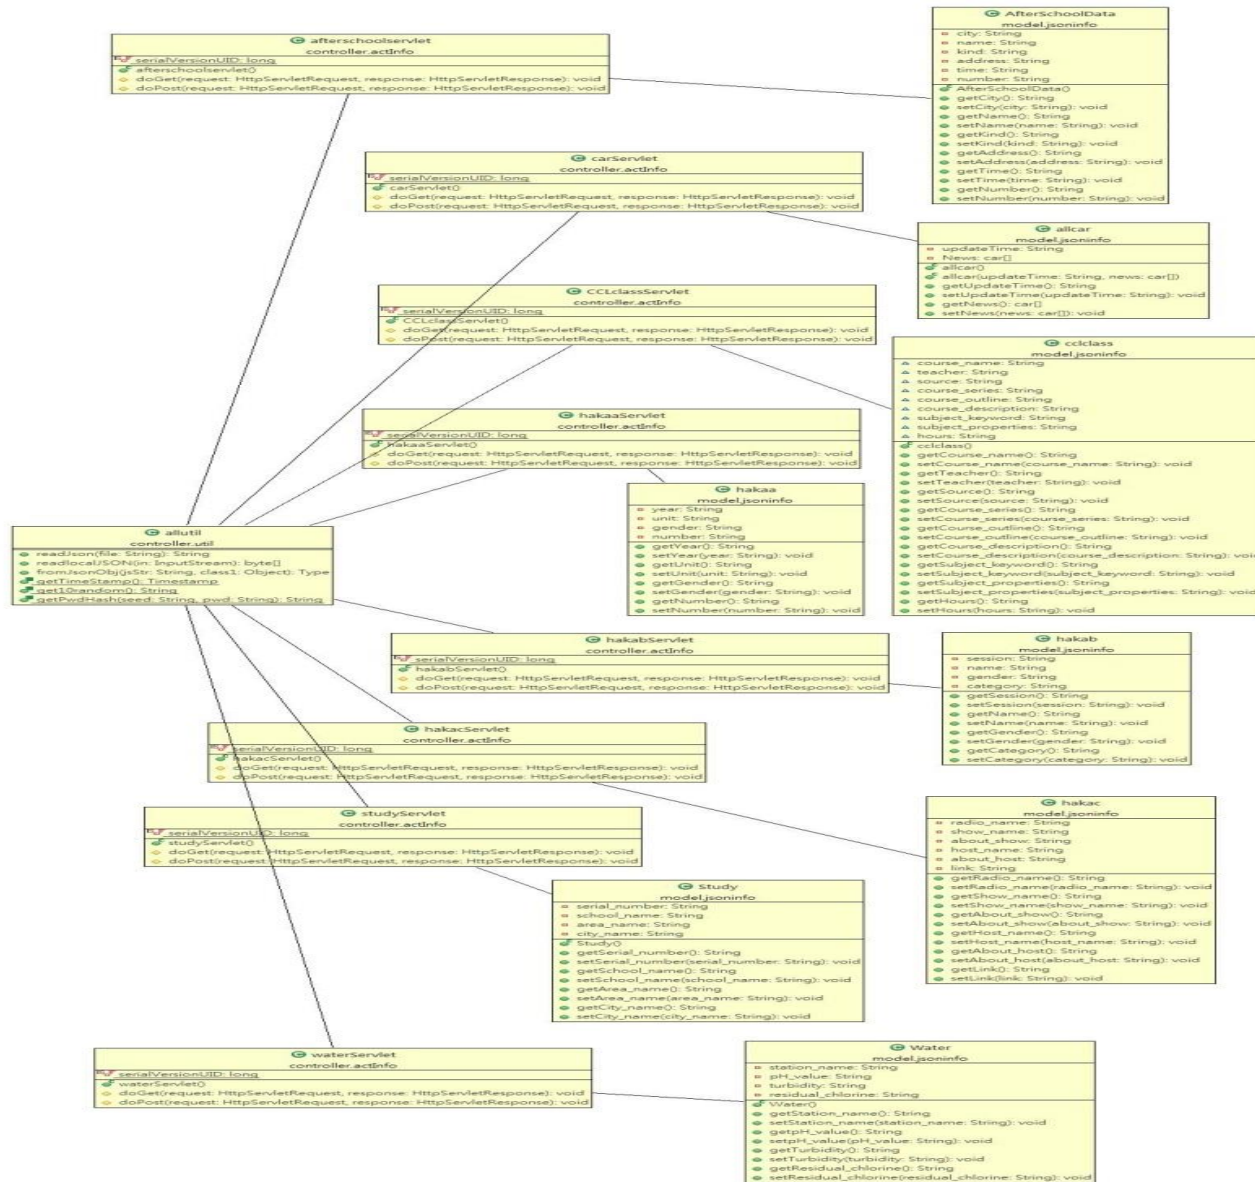 afterschoolservlet
controller.actInfo
serialVersionUID: long
afterschoolservlet()
doGet(request: HttpServletRequest, response: HttpServletResponse): void
doPost(request: HttpServletRequest, response: HttpServletResponse): void
AfterSchoolData
model.jsoninfo
city: String
name: String
kind: String
address: String
time: String
number: String
AfterSchoolData()
getCity(): String
setCity(city: String): void
getName(): String
setName(name: String): void
getKind(): String
setKind(kind: String): void
getAddress(): String
setAddress(address: String): void
getTime(): String
setTime(time: String): void
getNumber(): String
setNumber(number: String): void
carServlet
controller.actInfo
serialVersionUID: long
carServlet()
doGet(request: HttpServletRequest, response: HttpServletResponse): void
doPost(request: HttpServletRequest, response: HttpServletResponse): void
allcar
model.jsoninfo
updateTime: String
News: car[]
allcar()
allcar(updateTime: String, news: car[])
getUpdateTime(): String
setUpdateTime(updateTime: String): void
getNews(): car[]
setNews(news: car[]): void
CCLclassServlet
controller.actInfo
serialVersionUID: long
CCLclassServlet()
doGet(request: HttpServletRequest, response: HttpServletResponse): void
doPost(request: HttpServletRequest, response: HttpServletResponse): void
cclclass
model.jsoninfo
course_name: String
teacher: String
source: String
course_series: String
course_outline: String
course_description: String
subject_keyword: String
subject_properties: String
hours: String
cclclass()
getCourse_name(): String
setCourse_name(course_name: String): void
getTeacher(): String
setTeacher(teacher: String): void
getSource(): String
setSource(source: String): void
getCourse_series(): String
setCourse_series(course_series: String): void
getCourse_outline(): String
setCourse_outline(course_outline: String): void
getCourse_description(): String
setCourse_description(course_description: String): void
getSubject_keyword(): String
setSubject_keyword(subject_keyword: String): void
getSubject_properties(): String
setSubject_properties(subject_properties: String): void
getHours(): String
setHours(hours: String): void
hakaaServlet
controller.actInfo
serialVersionUID: long
hakaaServlet()
doGet(request: HttpServletRequest, response: HttpServletResponse): void
doPost(request: HttpServletRequest, response: HttpServletResponse): void
hakaa
model.jsoninfo
year: String
unit: String
gender: String
number: String
getYear(): String
setYear(year: String): void
getUnit(): String
setUnit(unit: String): void
getGender(): String
setGender(gender: String): void
getNumber(): String
setNumber(number: String): void
allutil
controller.util
readJson(file: String): String
readlocalJSON(in: InputStream): byte[]
fromJsonObj(jsStr: String, class1: Object): Type
getTimeStamp(): Timestamp
get10random(): String
getPwdHash(seed: String, pwd: String): String
hakabServlet
controller.actInfo
serialVersionUID: long
hakabServlet()
doGet(request: HttpServletRequest, response: HttpServletResponse): void
doPost(request: HttpServletRequest, response: HttpServletResponse): void
hakab
model.jsoninfo
session: String
name: String
gender: String
category: String
getSession(): String
setSession(session: String): void
getName(): String
setName(name: String): void
getGender(): String
setGender(gender: String): void
getCategory(): String
setCategory(category: String): void
hakacServlet
controller.actInfo
serialVersionUID: long
hakacServlet()
doGet(request: HttpServletRequest, response: HttpServletResponse): void
doPost(request: HttpServletRequest, response: HttpServletResponse): void
hakac
model.jsoninfo
radio_name: String
show_name: String
about_show: String
host_name: String
about_host: String
link: String
getRadio_name(): String
setRadio_name(radio_name: String): void
getShow_name(): String
setShow_name(show_name: String): void
getAbout_show(): String
setAbout_show(about_show: String): void
getHost_name(): String
setHost_name(host_name: String): void
getAbout_host(): String
setAbout_host(about_host: String): void
getLink(): String
setLink(link: String): void
studyServlet
controller.actInfo
serialVersionUID: long
studyServlet()
doGet(request: HttpServletRequest, response: HttpServletResponse): void
doPost(request: HttpServletRequest, response: HttpServletResponse): void
Study
model.jsoninfo
serial_number: String
school_name: String
area_name: String
city_name: String
Study()
getSerial_number(): String
setSerial_number(serial_number: String): void
getSchool_name(): String
setSchool_name(school_name: String): void
getArea_name(): String
setArea_name(area_name: String): void
getCity_name(): String
setCity_name(city_name: String): void
waterServlet
controller.actInfo
serialVersionUID: long
waterServlet()
doGet(request: HttpServletRequest, response: HttpServletResponse): void
doPost(request: HttpServletRequest, response: HttpServletResponse): void
Water
model.jsoninfo
station_name: String
pH_value: String
turbidity: String
residual_chlorine: String
Water()
getStation_name(): String
setStation_name(station_name: String): void
getpH_value(): String
setpH_value(pH_value: String): void
getTurbidity(): String
setTurbidity(turbidity: String): void
getResidual_chlorine(): String
setResidual_chlorine(residual_chlorine: String): void